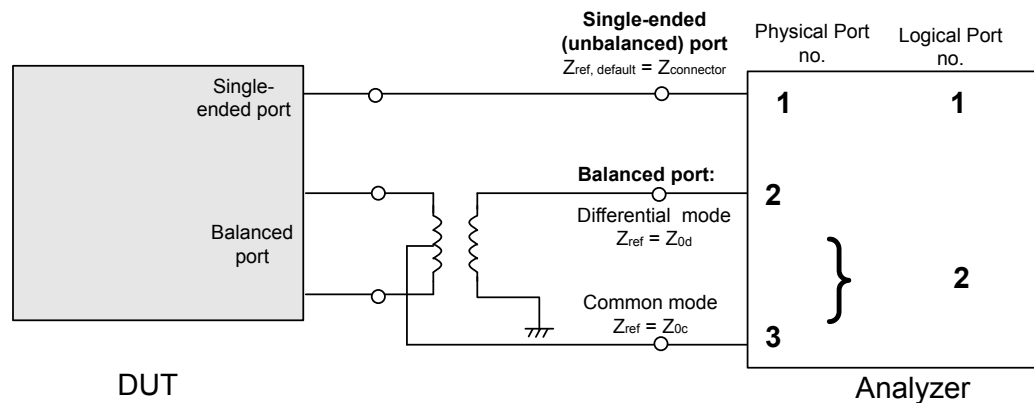 Single-ended
(unbalanced) port
Zref, default = Zconnector
Physical Port
no.
Logical Port
no.
Single-
ended port
1
1
Balanced port:
2
Differential mode
Zref = Z0d
Balanced
port
}
2
Common mode
Zref = Z0c
3
DUT
Analyzer